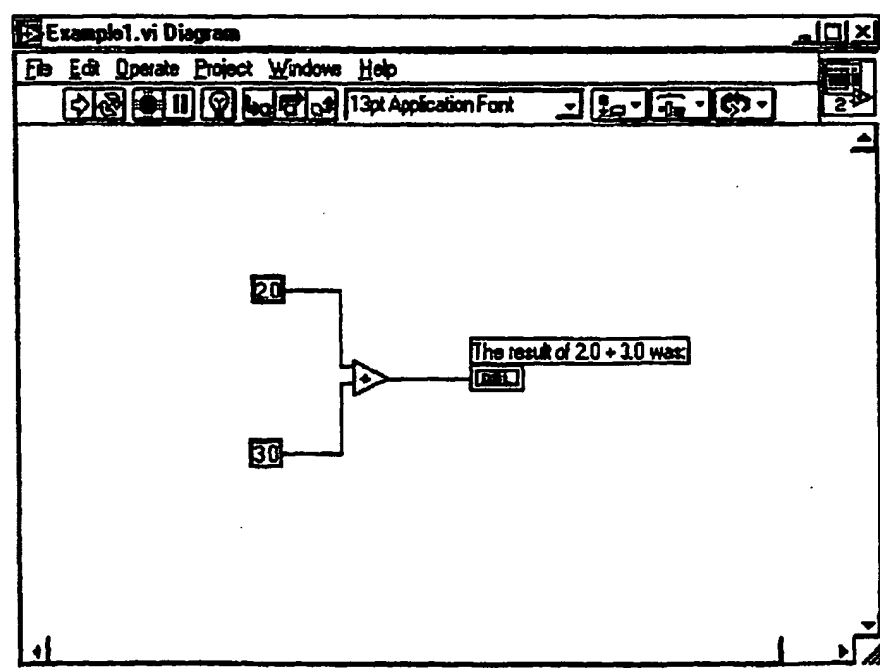 Example1.vi Diagram
File Edit Operate Project Windows Help
13pt Application Font
2
2.0
The result of 2.0 + 3.0 was:
+
3.0